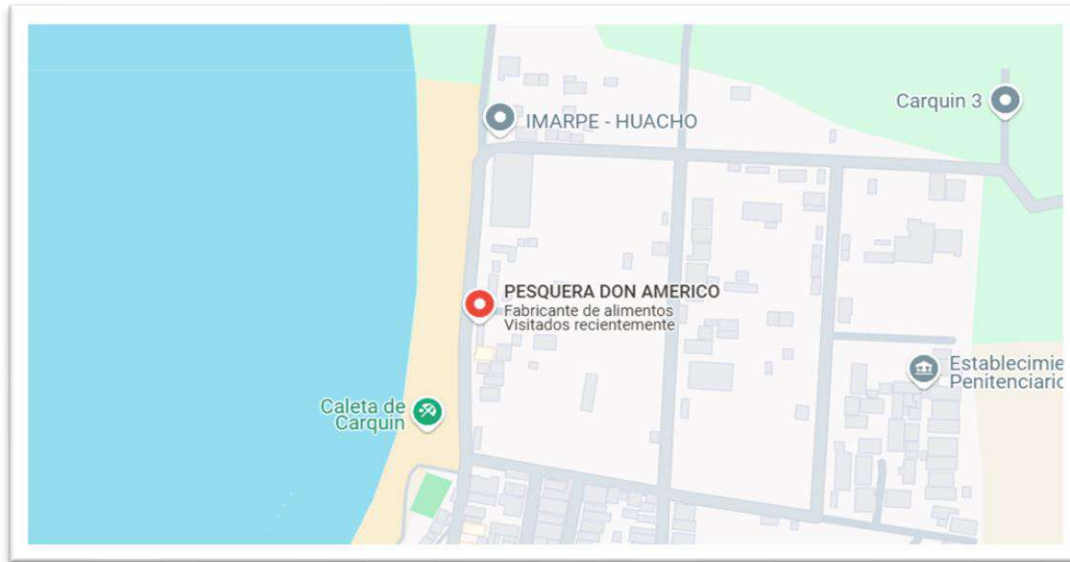 Carquin 3
IMARPE - HUACHO
PESQUERA DON AMERICO
Fabricante de alimentos
Visitados recientemente
Establecimie
Penitenciario
Caleta de
Carquin